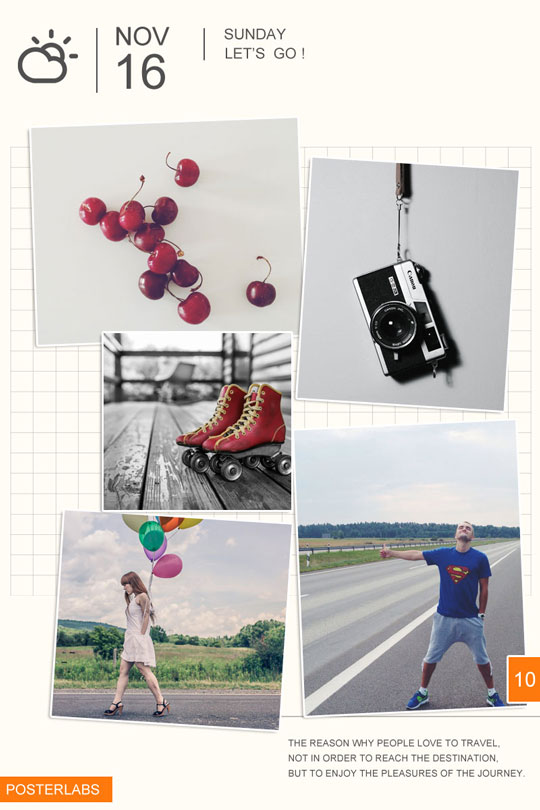 NOV
16
SUNDAY
LET'S GO !
Canon
S
10
THE REASON WHY PEOPLE LOVE TO TRAVEL,
NOT IN ORDER TO REACH THE DESTINATION,
BUT TO ENJOY THE PLEASURES OF THE JOURNEY.
POSTERLABS